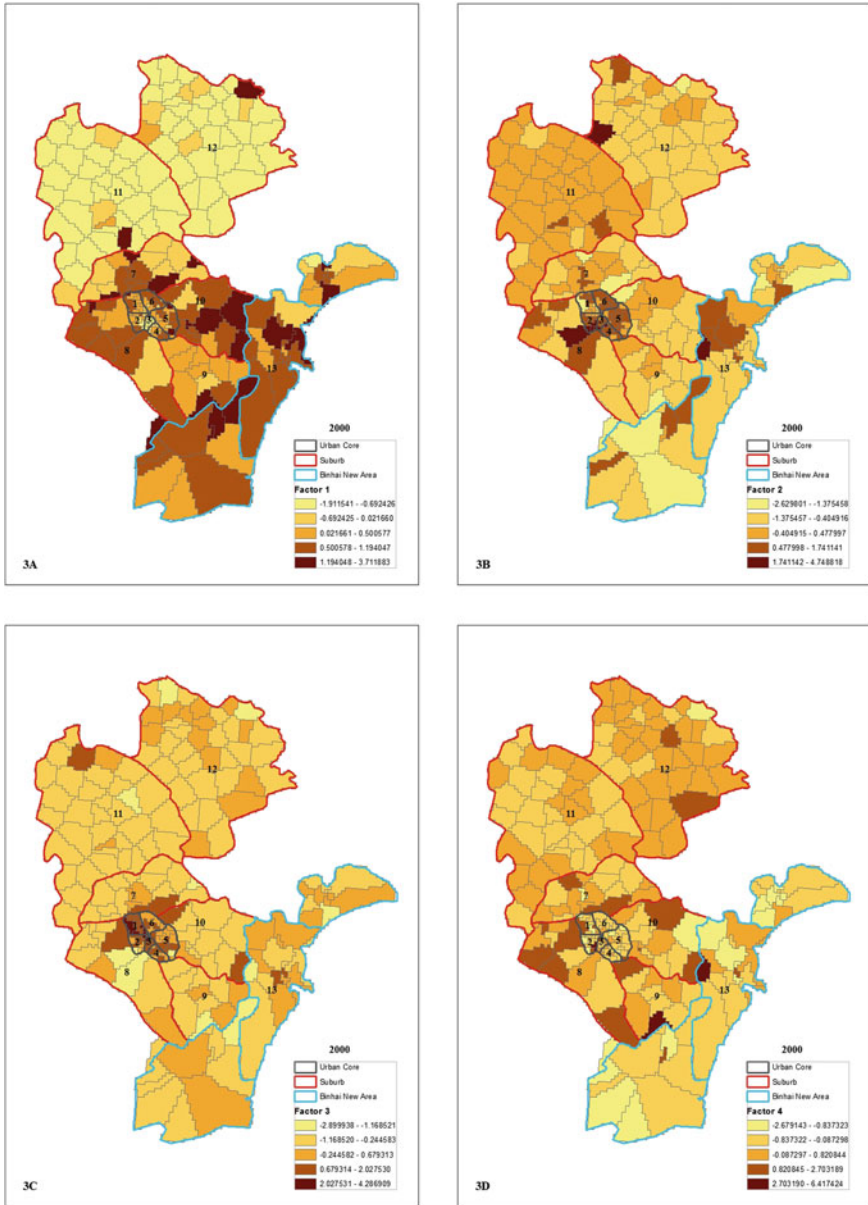 12
11
7
1 6
10
2 3 5
4
8
9
13
2000
Urban Core
Suburb
Binhai New Area
Factor 1
-1.911541 - -0.692426
-0.692425 - 0.021660
0.021661 - 0.500577
0.500578 - 1.194047
1.194048 - 3.711883
3A
12
11
7
1 6
10
2 3 5
4
8
9
13
2000
Urban Core
Suburb
Binhai New Area
Factor 2
-2.629801 - -1.375458
-1.375457 - -0.404916
-0.404915 - 0.477997
0.477998 - 1.741141
1.741142 - 4.748818
3B
12
11
7
1 6
10
2 3 5
4
8
9
13
2000
Urban Core
Suburb
Binhai New Area
Factor 3
-2.899938 - -1.168521
-1.168520 - -0.244583
-0.244582 - 0.679313
0.679314 - 2.027530
2.027531 - 4.286909
3C
12
11
7
1 6
10
2 3 5
4
8
9
13
2000
Urban Core
Suburb
Binhai New Area
Factor 4
-2.679143 - -0.837323
-0.837322 - -0.087298
-0.087297 - 0.820844
0.820845 - 2.703189
2.703190 - 6.417424
3D